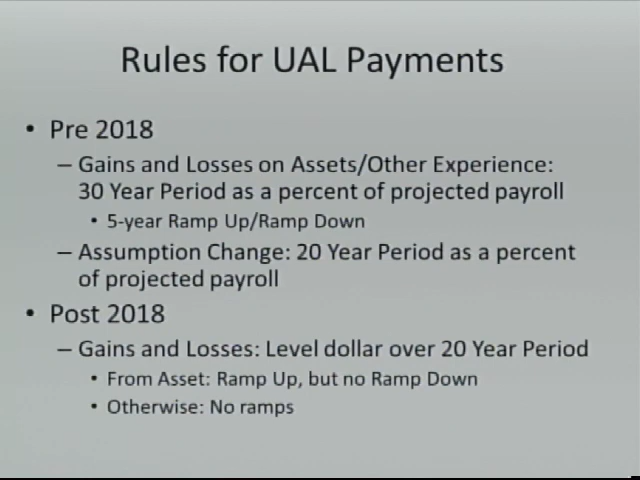 Rules for UAL Payments
• Pre 2018
– Gains and Losses on Assets/Other Experience:
30 Year Period as a percent of projected payroll
• 5-year Ramp Up/Ramp Down
– Assumption Change: 20 Year Period as a percent
of projected payroll
• Post 2018
– Gains and Losses: Level dollar over 20 Year Period
• From Asset: Ramp Up, but no Ramp Down
• Otherwise: No ramps